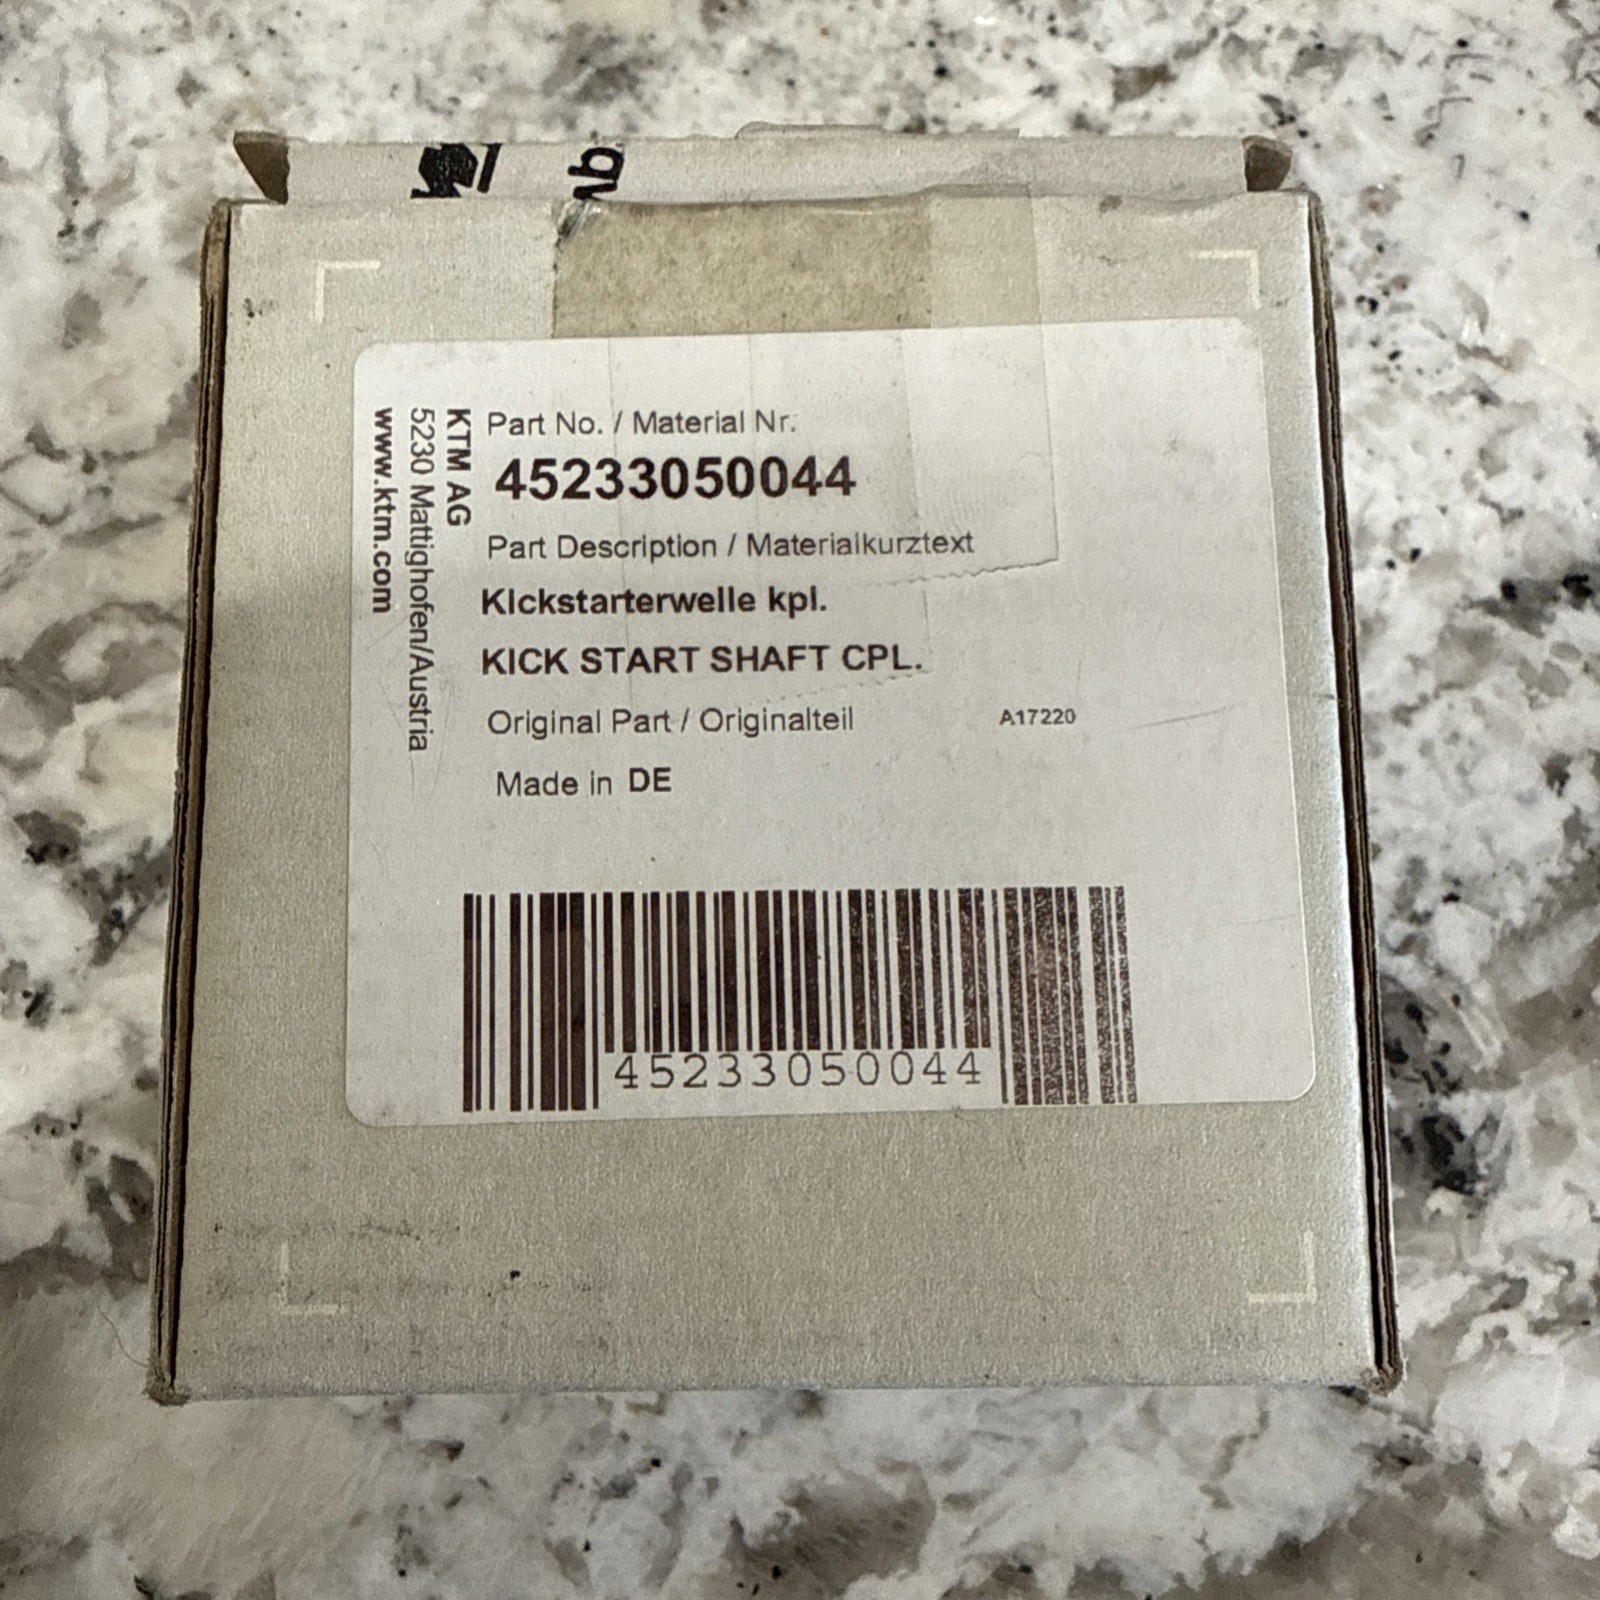 Part No. / Material Nr.
45233050044
Part Description / Materialkurztext
KIckstarterwelle kpl.
KICK START SHAFT CPL.
Original Part / Originalteil A17220
Made in DE
45233050044
KTM AG
5230 Mattighofen/Austria
www.ktm.com